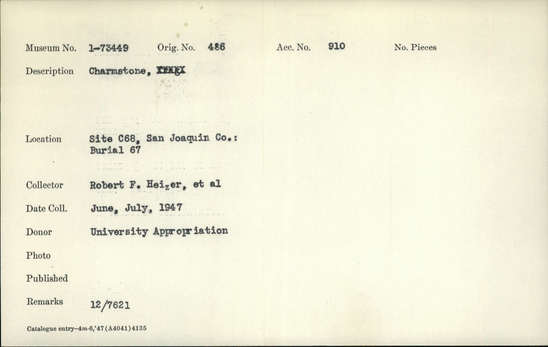 Museum No. 1-73449 Orig. No. 486 Acc. No. 910 No. Pieces
Description Charmstone,
Location Site C68, San Joaquin Co.:
Burial 67
Collector Robert F. Heizer, et al
Date Coll. June, July, 1947
Donor University Appropriation
Photo
Published
Remarks 12/7621
Catalogue entry—4m-6,'47(A4041)4135